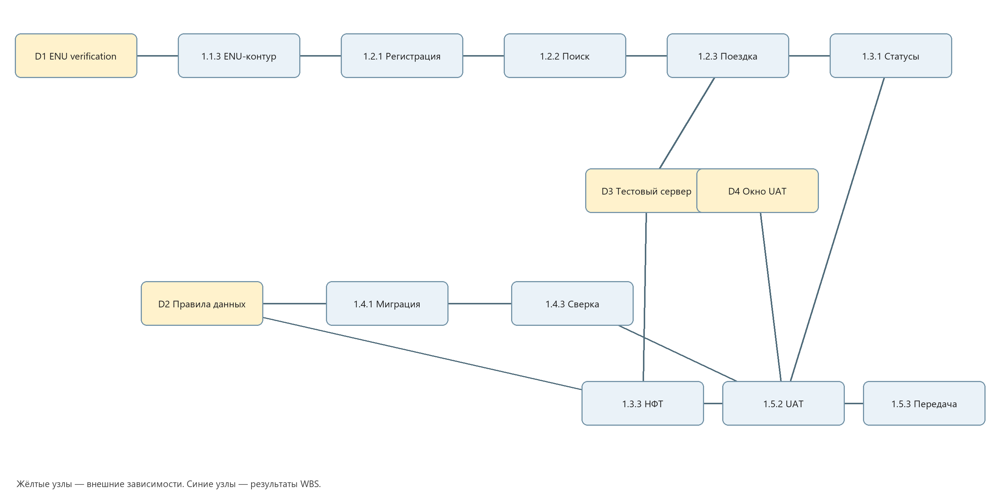 D1 ENU verification
1.1.3 ENU-контур
1.2.1 Регистрация
1.2.2 Поиск
1.2.3 Поездка
1.3.1 Статусы
D3 Тестовый сервер
D4 Окно UAT
D2 Правила данных
1.4.1 Миграция
1.4.3 Сверка
1.3.3 НФТ
1.5.2 UAT
1.5.3 Передача
Жёлтые узлы — внешние зависимости. Синие узлы — результаты WBS.